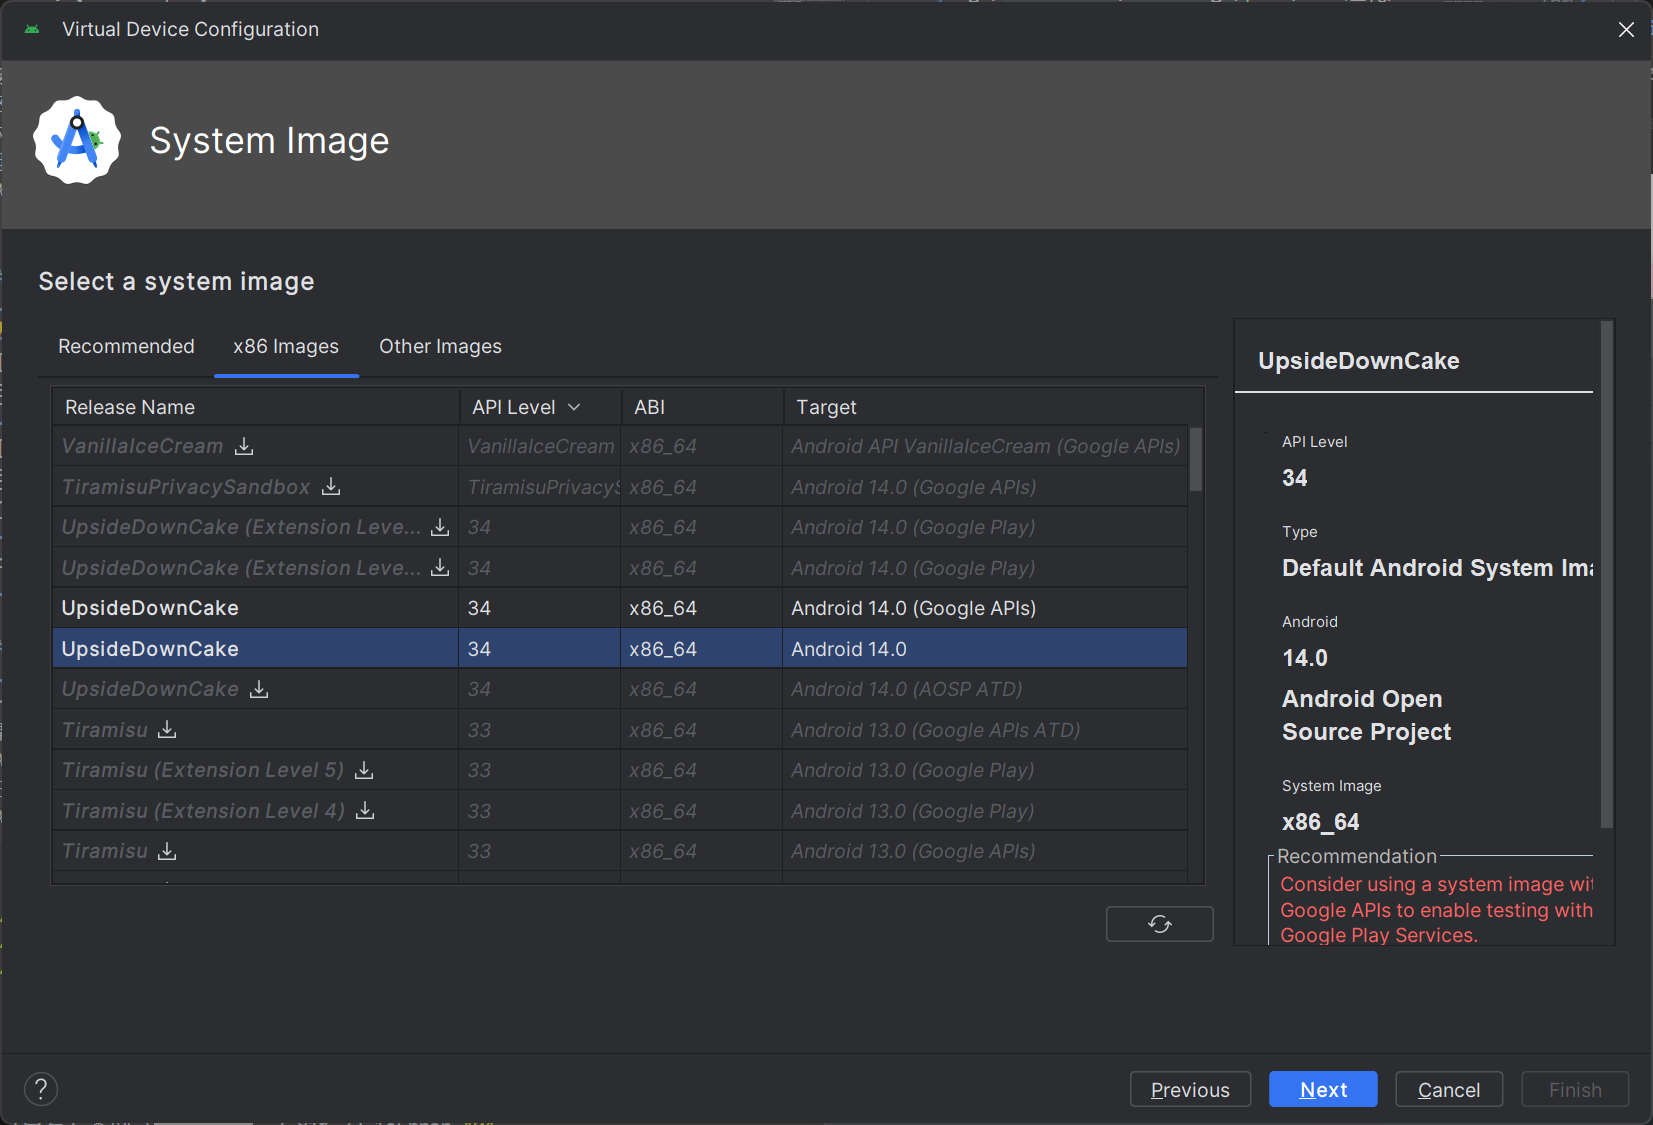 Virtual Device Configuration
System Image
Select a system image
Recommended x86 Images Other Images
Release Name API Level ABI Target
VanillaIceCream VanillaIceCream x86_64 Android API VanillaIceCream (Google APIs)
TiramisuPrivacySandbox TiramisuPrivacyS x86_64 Android 14.0 (Google APIs)
UpsideDownCake (Extension Leve... 34 x86_64 Android 14.0 (Google Play)
UpsideDownCake (Extension Leve... 34 x86_64 Android 14.0 (Google Play)
UpsideDownCake 34 x86_64 Android 14.0 (Google APIs)
UpsideDownCake 34 x86_64 Android 14.0
UpsideDownCake 34 x86_64 Android 14.0 (AOSP ATD)
Tiramisu 33 x86_64 Android 13.0 (Google APIs ATD)
Tiramisu (Extension Level 5) 33 x86_64 Android 13.0 (Google Play)
Tiramisu (Extension Level 4) 33 x86_64 Android 13.0 (Google Play)
Tiramisu 33 x86_64 Android 13.0 (Google APIs)
UpsideDownCake
API Level
34
Type
Default Android System Ima
Android
14.0
Android Open
Source Project
System Image
x86_64
Recommendation
Consider using a system image wit
Google APIs to enable testing with
Google Play Services.
? Previous Next Cancel Finish